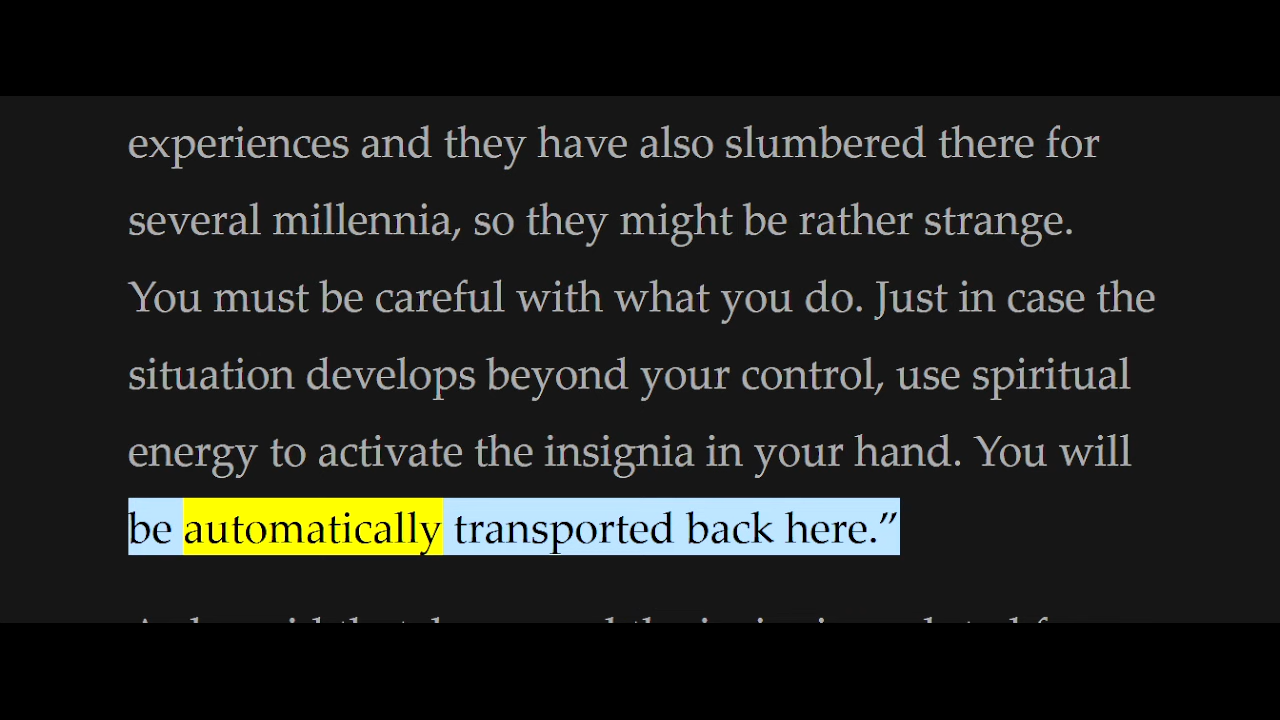 experiences and they have also slumbered there for
several millennia, so they might be rather strange.
You must be careful with what you do. Just in case the
situation develops beyond your control, use spiritual
energy to activate the insignia in your hand. You will
be automatically transported back here.”